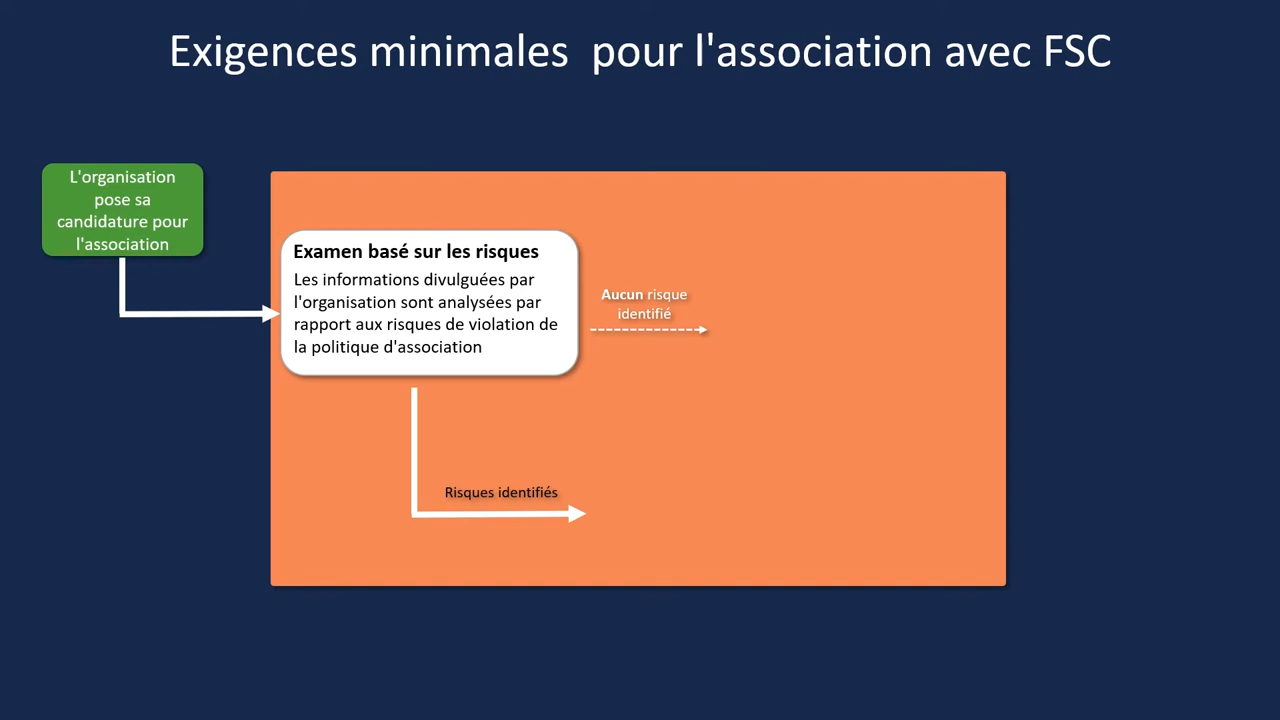 Exigences minimales  pour l'association avec FSC
L'organisation
pose sa
candidature pour
l'association
Examen basé sur les risques
Les informations divulguées par
l'organisation sont analysées par
rapport aux risques de violation de
la politique d'association
Aucun risque
identifié
Risques identifiés